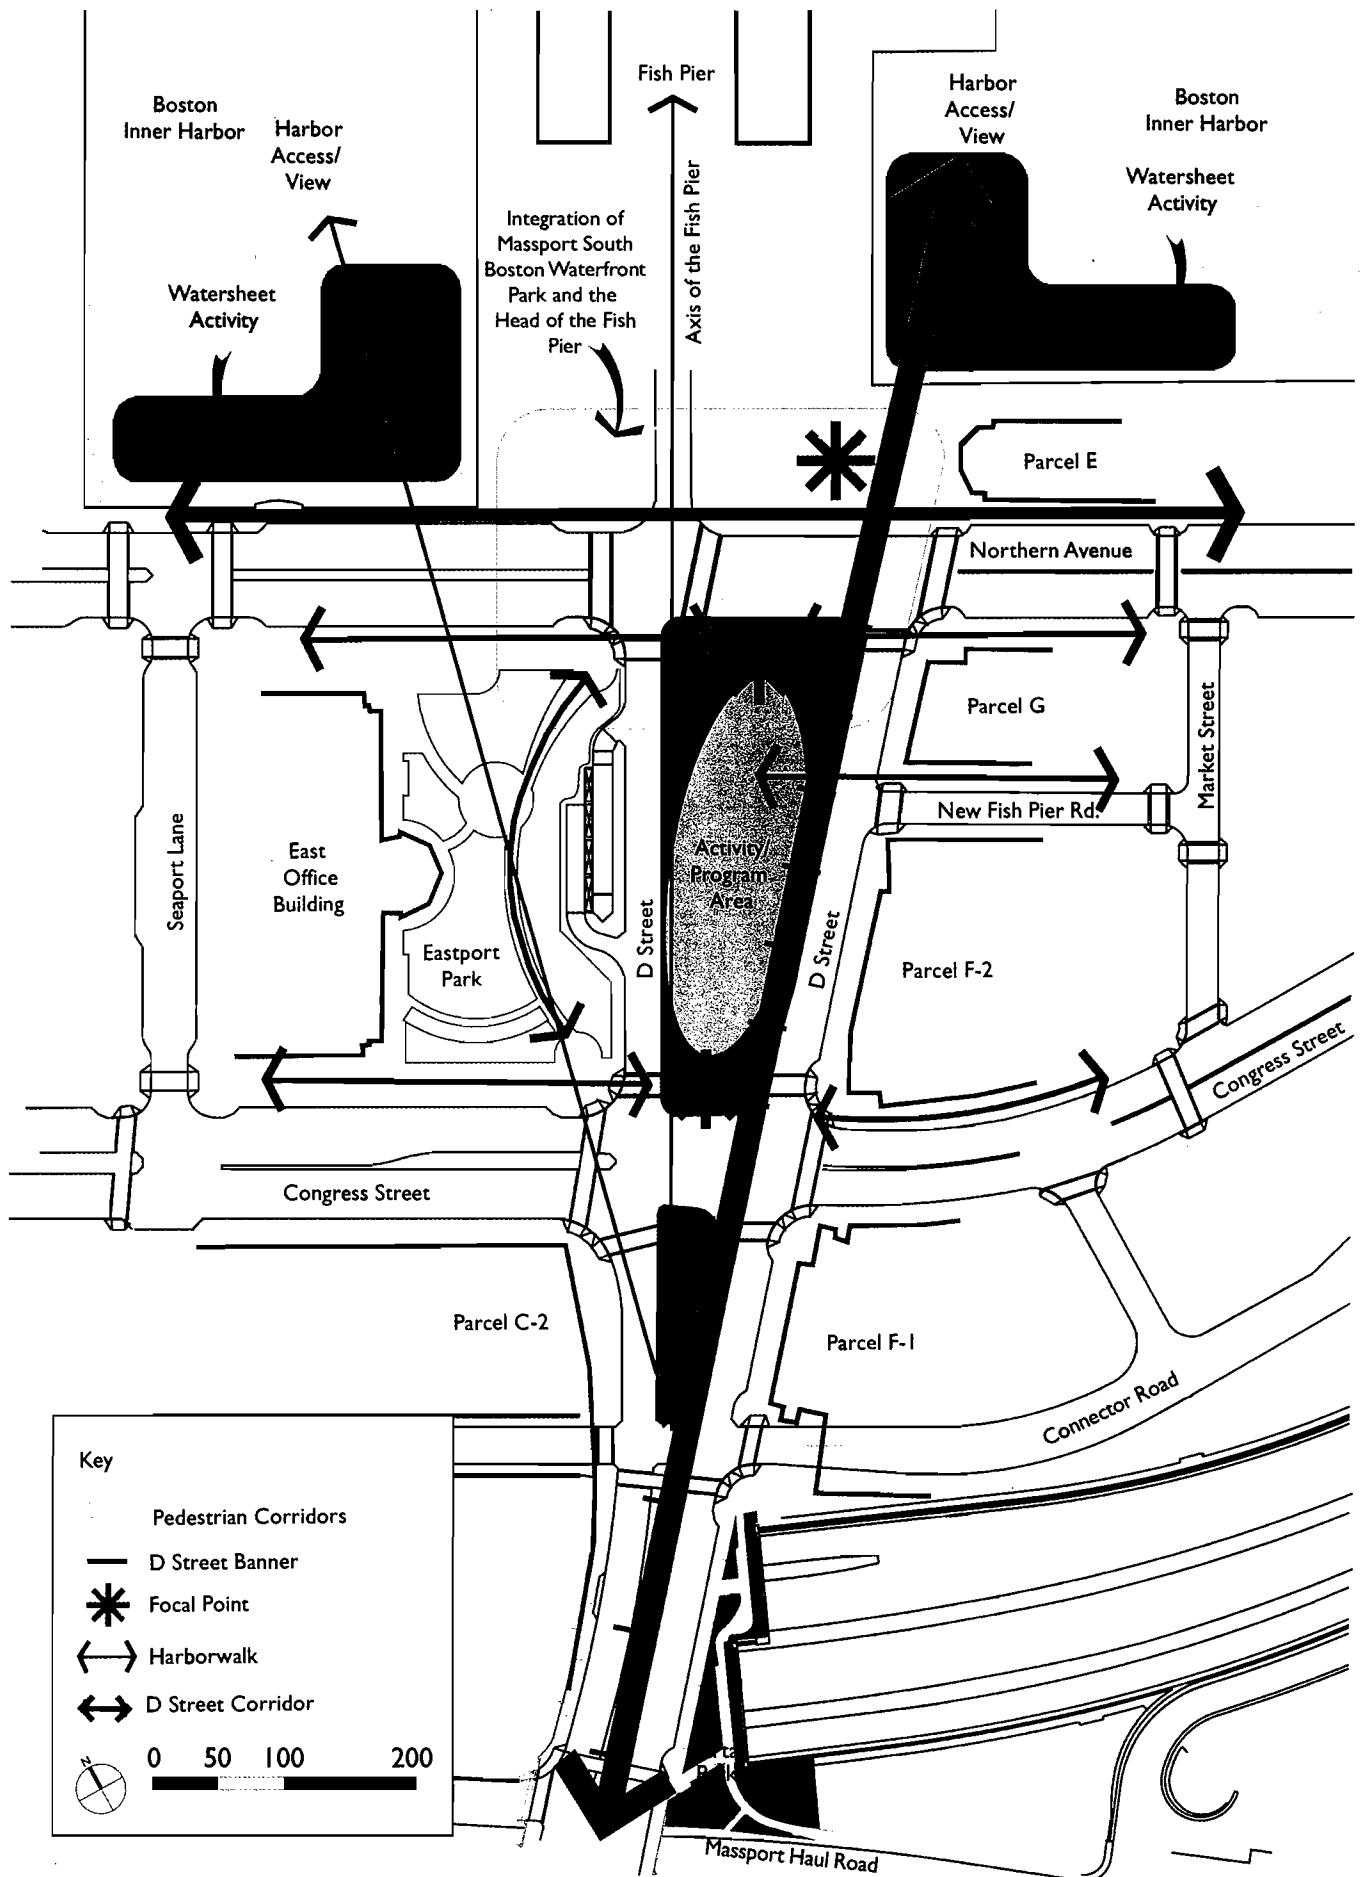 Fish Pier
Boston
Inner Harbor
Harbor
Access/
View
Harbor
Access/
View
Boston
Inner Harbor
Watersheet
Activity
Integration of
Massport South
Boston Waterfront
Park and the
Head of the Fish
Pier
Axis of the Fish Pier
Watersheet
Activity
Parcel E
Northern Avenue
Parcel G
Market Street
New Fish Pier Rd.
Seaport Lane
East
Office
Building
Activity/
Program
Area
Eastport
Park
D Street
D Street
Parcel F-2
Congress Street
Congress Street
Parcel C-2
Parcel F-1
Connector Road
Key
Pedestrian Corridors
D Street Banner
Focal Point
Harborwalk
D Street Corridor
N
0 50 100 200
Massport Haul Road